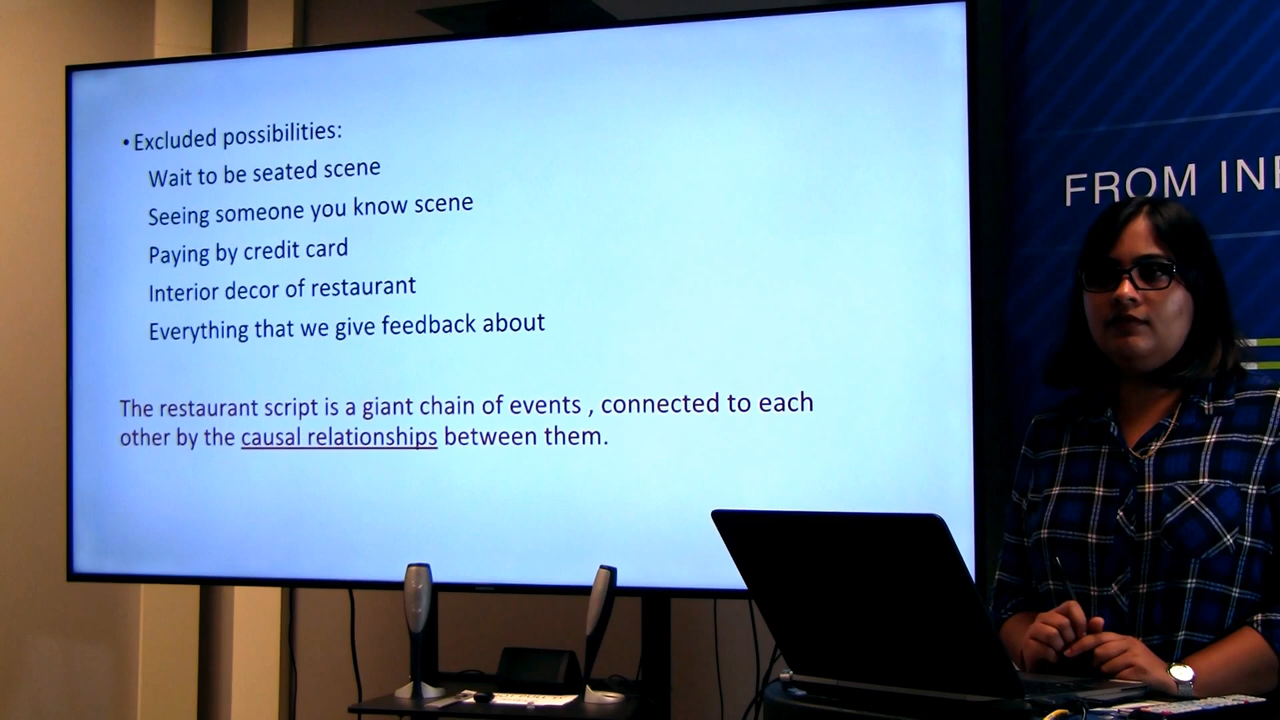 • Excluded possibilities:
Wait to be seated scene
Seeing someone you know scene
Paying by credit card
Interior decor of restaurant
Everything that we give feedback about
The restaurant script is a giant chain of events , connected to each
other by the causal relationships between them.
FROM